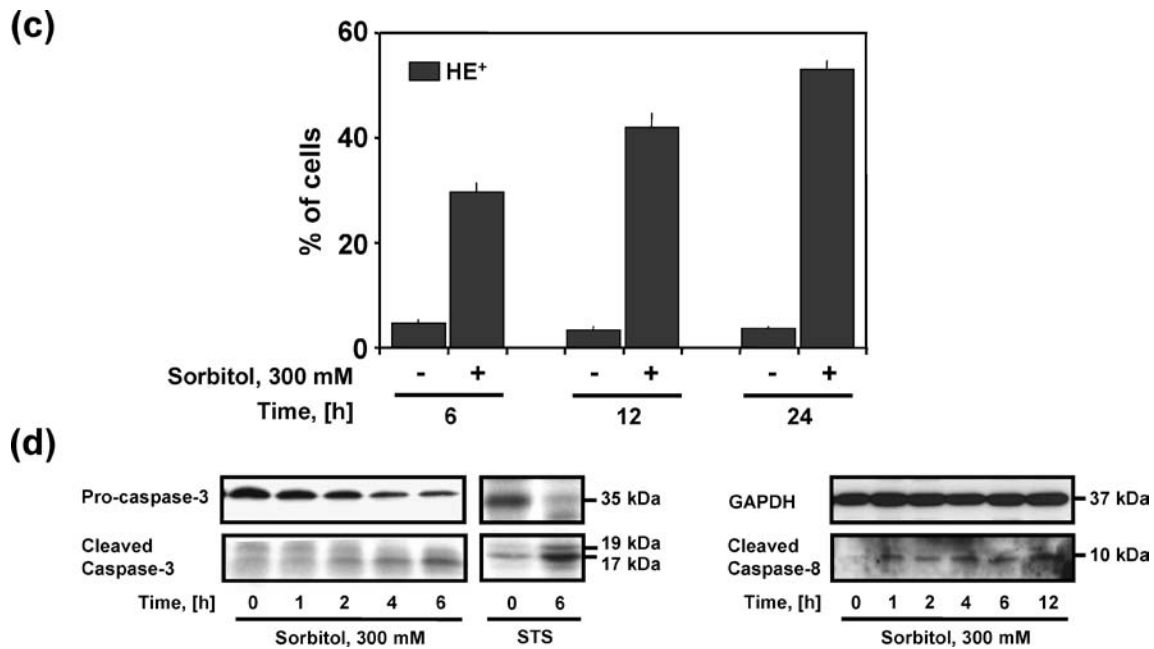 (c)
60
HE+
40
% of cells
20
0
Sorbitol, 300 mM - + - + - +
Time, [h] 6 12 24
(d)
Pro-caspase-3 35 kDa GAPDH 37 kDa
Cleaved Caspase-3 19 kDa 17 kDa Cleaved Caspase-8 10 kDa
Time, [h] 0 1 2 4 6 0 6 Time, [h] 0 1 2 4 6 12
Sorbitol, 300 mM STS Sorbitol, 300 mM